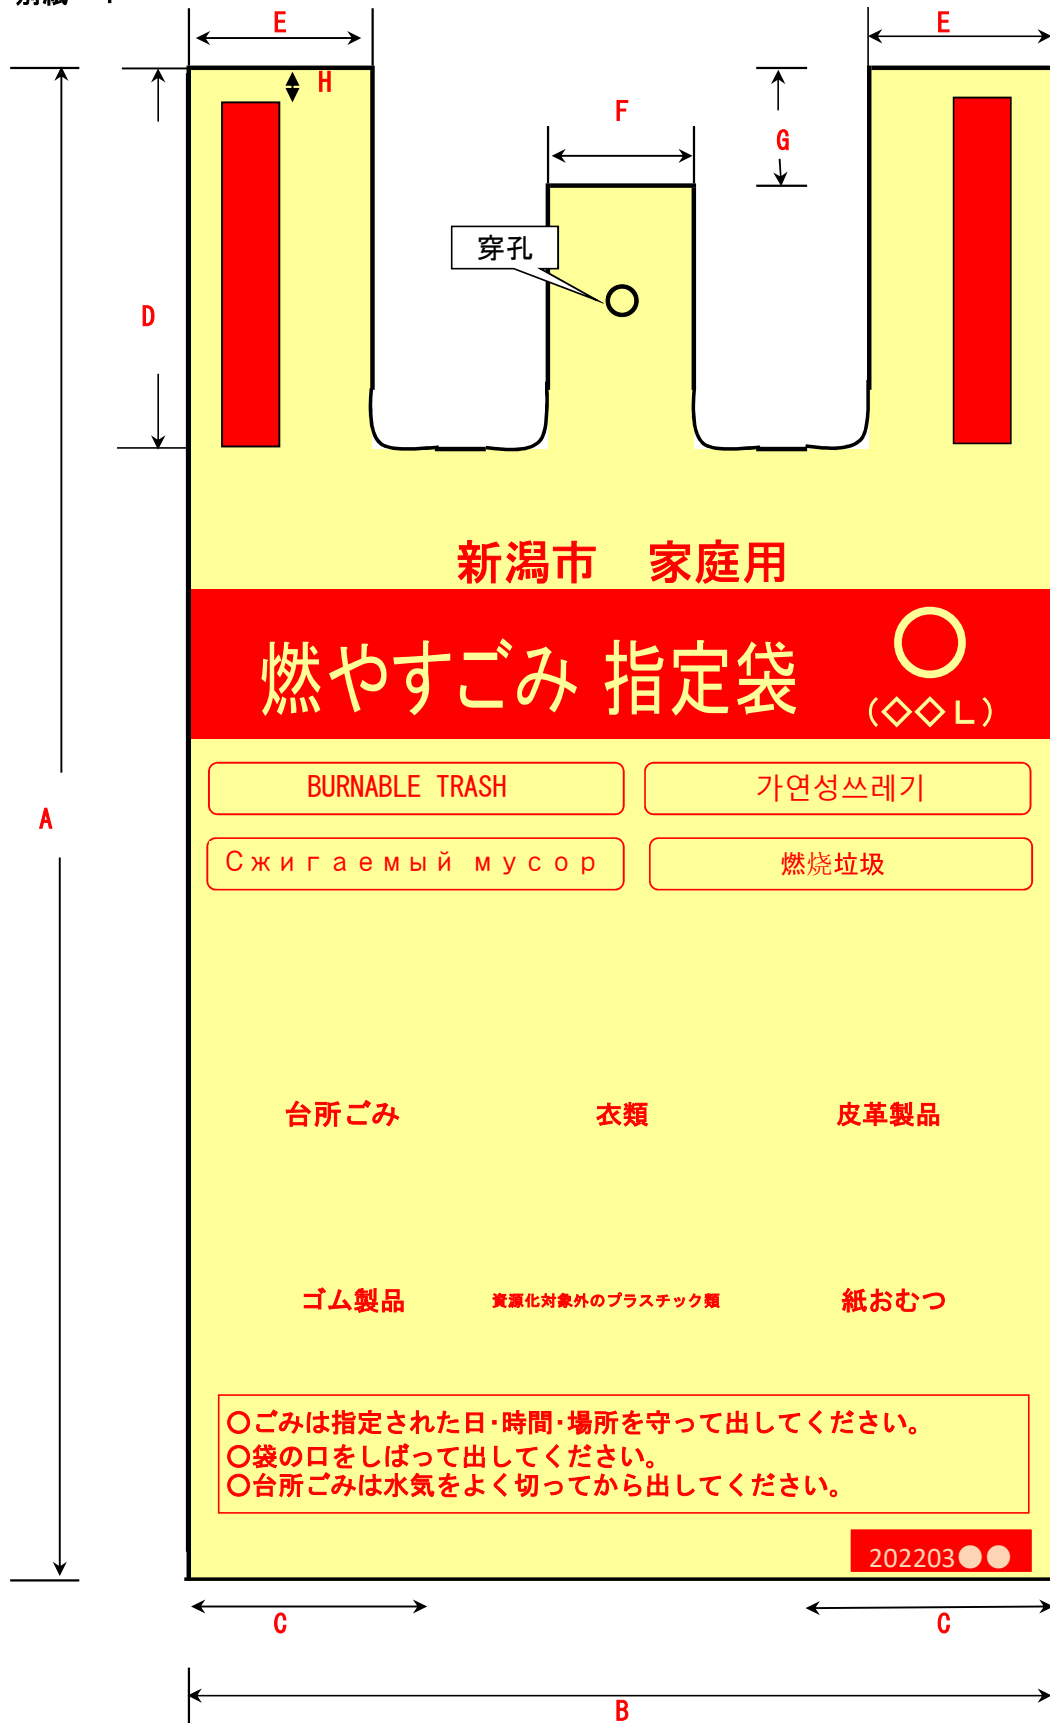 E
E
H
F
G
穿孔
D
新潟市　家庭用
燃やすごみ 指定袋
○
(◇◇L)
BURNABLE TRASH
가연성쓰레기
A
Сжигаемый мусор
燃烧垃圾
台所ごみ
衣類
皮革製品
ゴム製品
資源化対象外のプラスチック類
紙おむつ
○ごみは指定された日・時間・場所を守って出してください。
○袋の口をしばって出してください。
○台所ごみは水気をよく切ってから出してください。
202203●●
C
C
B